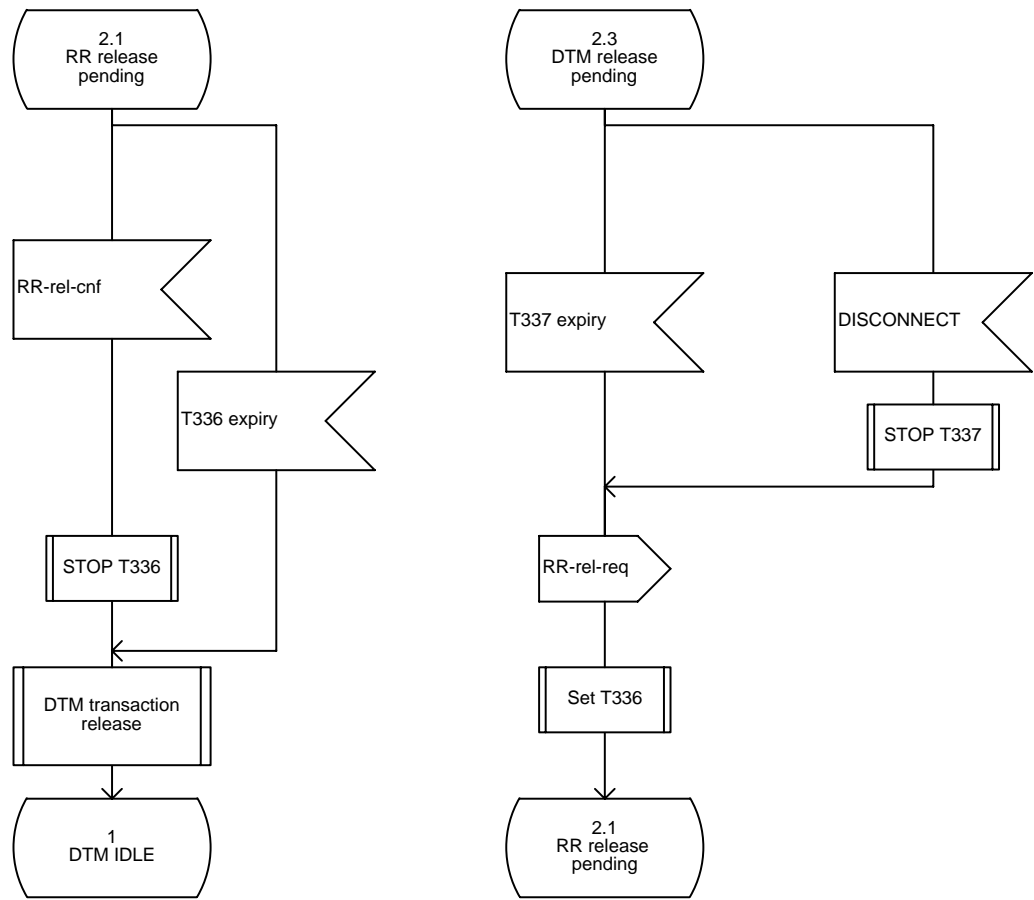 2.1
RR release
pending
RR-rel-cnf
T336 expiry
STOP T336
DTM transaction
release
1
DTM IDLE
2.3
DTM release
pending
T337 expiry
DISCONNECT
STOP T337
RR-rel-req
Set T336
2.1
RR release
pending